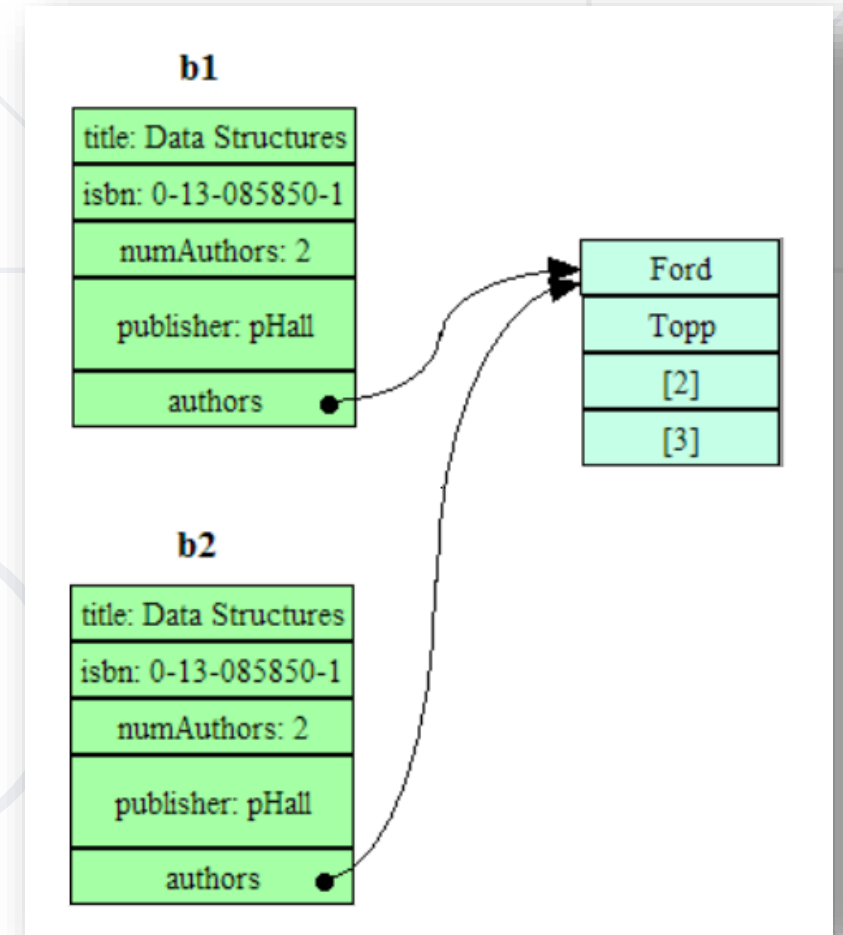 b1
title: Data Structures
isbn: 0-13-085850-1
numAuthors: 2
publisher: pHall
authors
Ford
Topp
[2]
[3]
b2
title: Data Structures
isbn: 0-13-085850-1
numAuthors: 2
publisher: pHall
authors